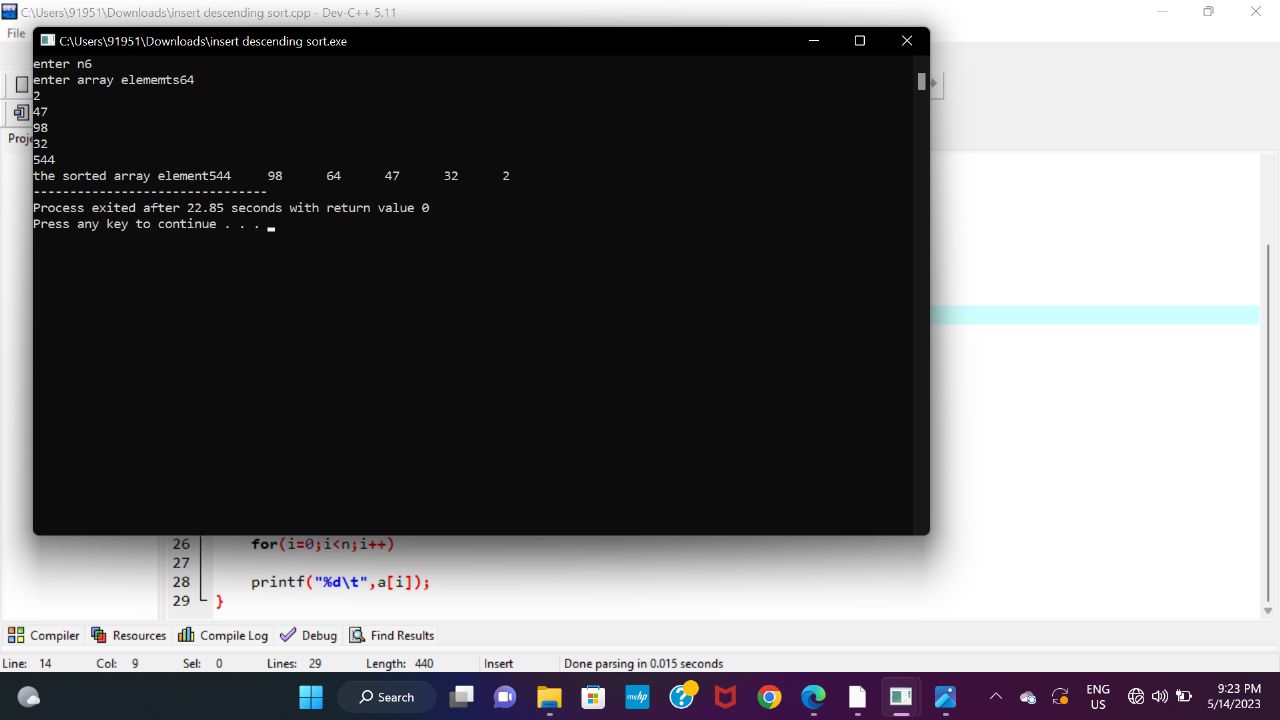 C:\Users\91951\Downloads\insert descending sort.cpp - Dev-C++ 5.11
File
C:\Users\91951\Downloads\insert descending sort.exe
enter n6
enter array elememts64
2
47
98
32
544
the sorted array element544 98 64 47 32 2
--------------------------------
Process exited after 22.85 seconds with return value 0
Press any key to continue . . .
26 for(i=0;i<n;i++)
27
28 printf("%d\t",a[i]);
29 }
Compiler Resources Compile Log Debug Find Results
Line: 14 Col: 9 Sel: 0 Lines: 29 Length: 440 Insert Done parsing in 0.015 seconds
Search
myhp
ENG
US
9:23 PM
5/14/2023